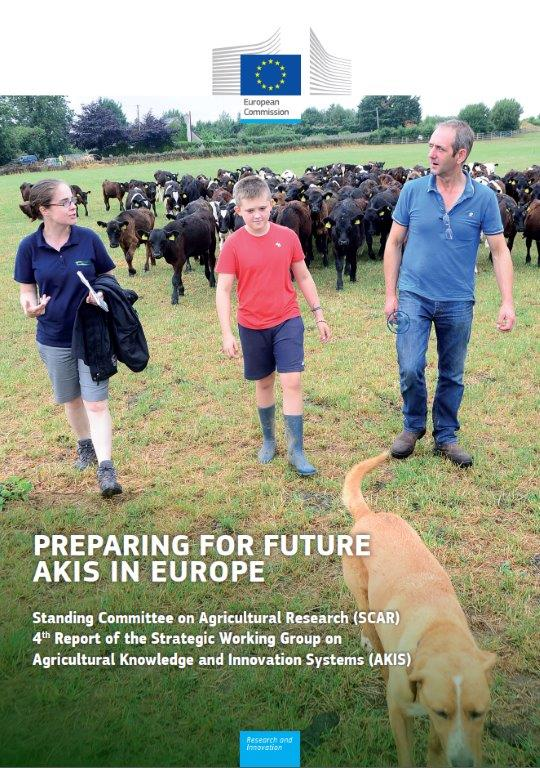 European
Commission
PREPARING FOR FUTURE
AKIS IN EUROPE
Standing Committee on Agricultural Research (SCAR)
4th Report of the Strategic Working Group on
Agricultural Knowledge and Innovation Systems (AKIS)
Research and
Innovation